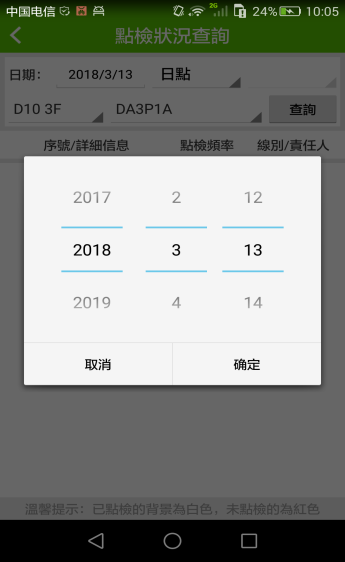 中国电信 2G 24% 10:05
點檢狀況查詢
日期: 2018/3/13 日點
D10 3F DA3P1A 查詢
序號/詳細信息 點檢頻率 線別/責任人
2017 2 12
2018 3 13
2019 4 14
取消 确定
溫馨提示：已點檢的背景為白色，未點檢的為紅色